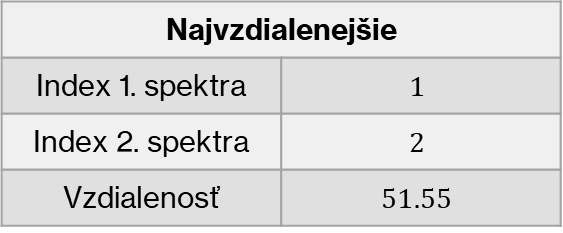 Najvzdialenejšie
Index 1. spektra 1
Index 2. spektra 2
Vzdialenosť 51.55